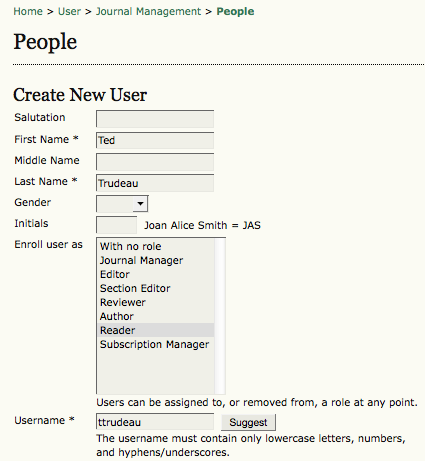 Home > User > Journal Management > People
People
Create New User
Salutation
First Name * Ted
Middle Name
Last Name * Trudeau
Gender
Initials Joan Alice Smith = JAS
Enroll user as With no role
Journal Manager
Editor
Section Editor
Reviewer
Author
Reader
Subscription Manager
Users can be assigned to, or removed from, a role at any point.
Username * ttrudeau Suggest
The username must contain only lowercase letters, numbers,
and hyphens/underscores.